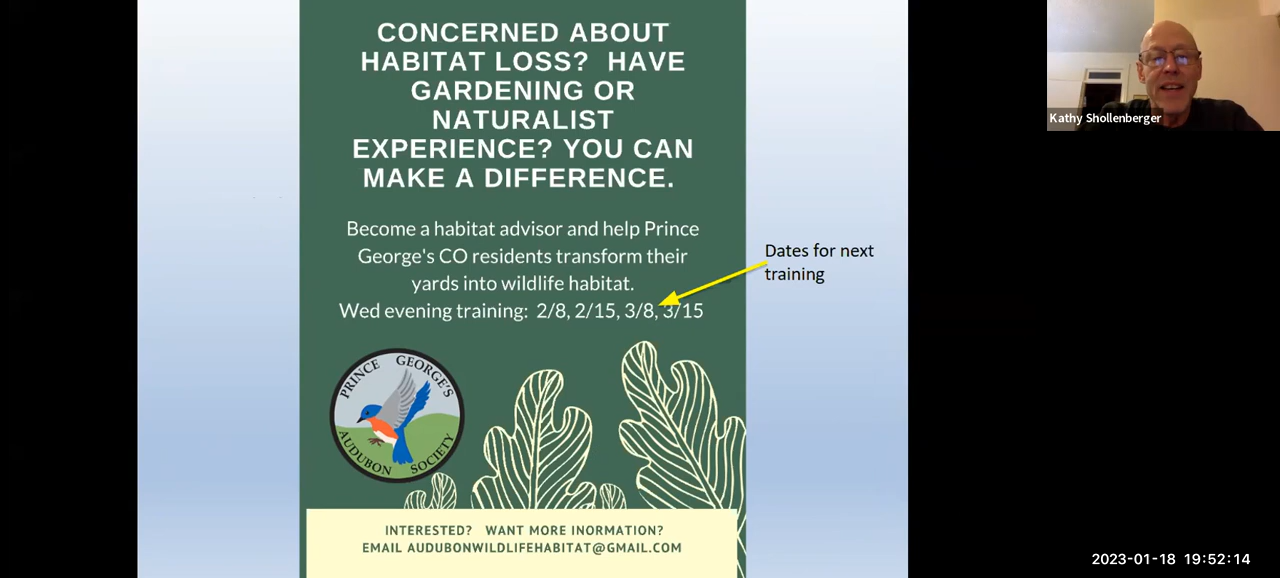 CONCERNED ABOUT
HABITAT LOSS?  HAVE
GARDENING OR
NATURALIST
EXPERIENCE? YOU CAN
MAKE A DIFFERENCE.
Become a habitat advisor and help Prince
George's CO residents transform their
yards into wildlife habitat.
Wed evening training:  2/8, 2/15, 3/8, 3/15
Dates for next
training
PRINCE GEORGE'S
AUDUBON SOCIETY
INTERESTED?   WANT MORE INORMATION?
EMAIL AUDUBONWILDLIFEHABITAT@GMAIL.COM
Kathy Shollenberger
2023-01-18 19:52:14